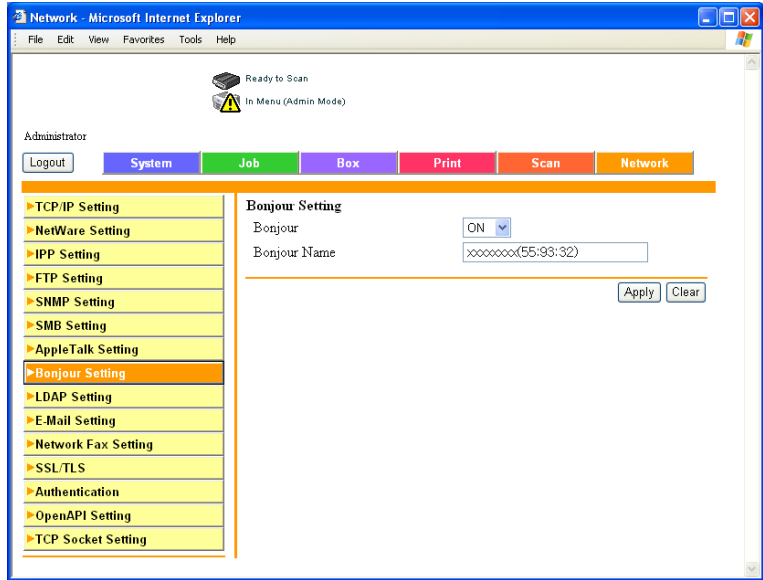 Network - Microsoft Internet Explorer
File Edit View Favorites Tools Help
Ready to Scan
In Menu (Admin Mode)
Administrator
Logout System Job Box Print Scan Network
TCP/IP Setting
NetWare Setting
IPP Setting
FTP Setting
SNMP Setting
SMB Setting
AppleTalk Setting
Bonjour Setting
LDAP Setting
E-Mail Setting
Network Fax Setting
SSL/TLS
Authentication
OpenAPI Setting
TCP Socket Setting
Bonjour Setting
Bonjour ON
Bonjour Name xxxxxxxx(55:93:32)
Apply Clear